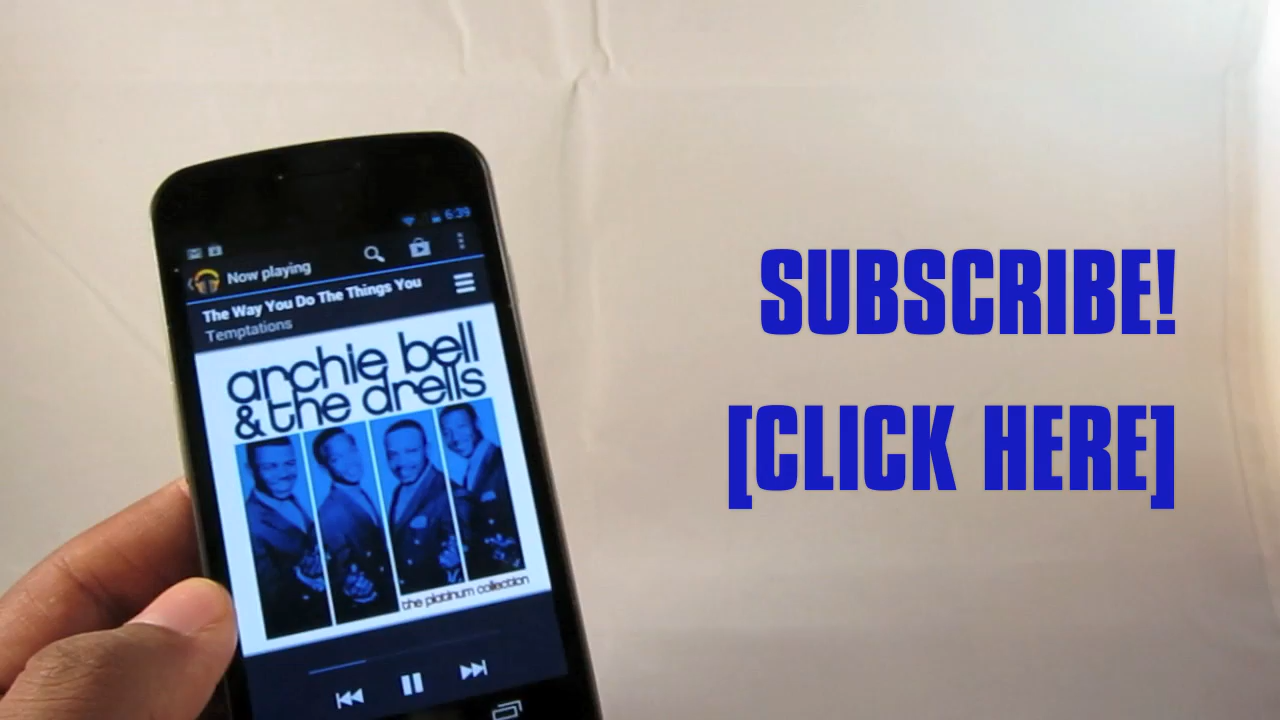 6:39
Now playing
The Way You Do The Things You
Temptations
archie bell
& the drells
the platinum collection
SUBSCRIBE!
[CLICK HERE]